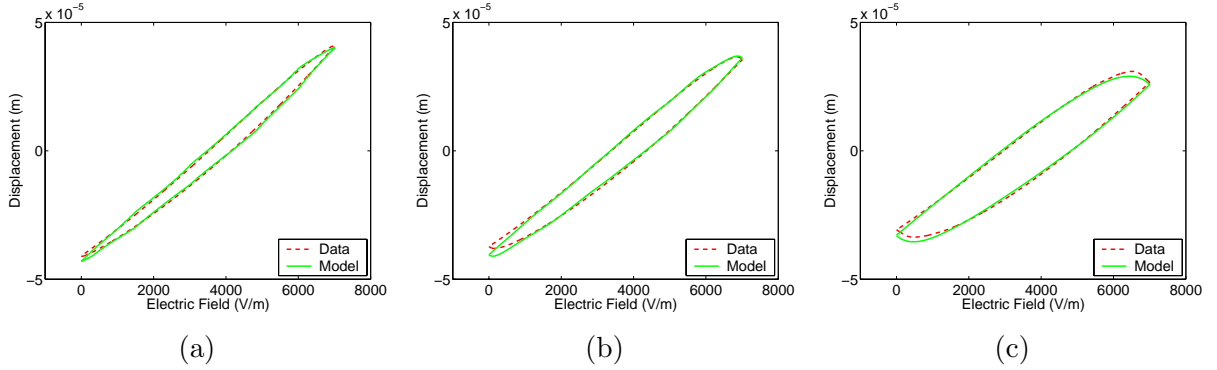 5 x 10⁻⁵
0
−5
Displacement (m)
0 2000 4000 6000 8000
Electric Field (V/m)
Data
Model
(a)
5 x 10⁻⁵
0
−5
Displacement (m)
0 2000 4000 6000 8000
Electric Field (V/m)
Data
Model
(b)
5 x 10⁻⁵
0
−5
Displacement (m)
0 2000 4000 6000 8000
Electric Field (V/m)
Data
Model
(c)